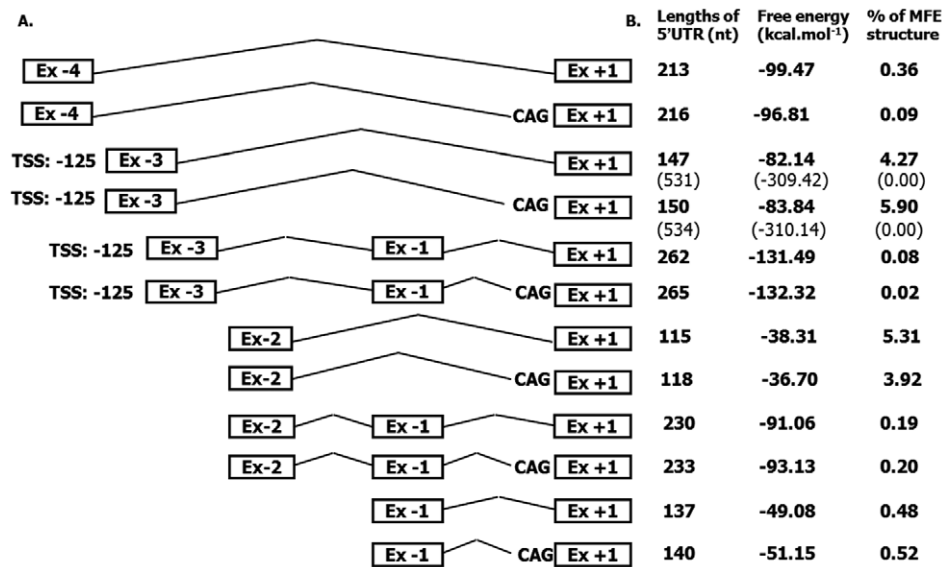 A. B. Lengths of 5'UTR (nt) Free energy (kcal.mol⁻¹) % of MFE structure
Ex -4 Ex +1 213 -99.47 0.36
Ex -4 CAG Ex +1 216 -96.81 0.09
TSS: -125 Ex -3 Ex +1 147 -82.14 4.27
(531) (-309.42) (0.00)
TSS: -125 Ex -3 CAG Ex +1 150 -83.84 5.90
(534) (-310.14) (0.00)
TSS: -125 Ex -3 Ex -1 Ex +1 262 -131.49 0.08
TSS: -125 Ex -3 Ex -1 CAG Ex +1 265 -132.32 0.02
Ex-2 Ex +1 115 -38.31 5.31
Ex-2 CAG Ex +1 118 -36.70 3.92
Ex-2 Ex -1 Ex +1 230 -91.06 0.19
Ex-2 Ex -1 CAG Ex +1 233 -93.13 0.20
Ex -1 Ex +1 137 -49.08 0.48
Ex -1 CAG Ex +1 140 -51.15 0.52